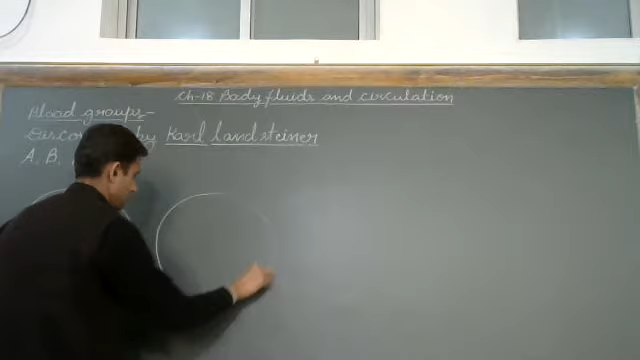 Ch-18 Body fluids and circulation
Blood groups-
by Karl landsteiner
A, B,